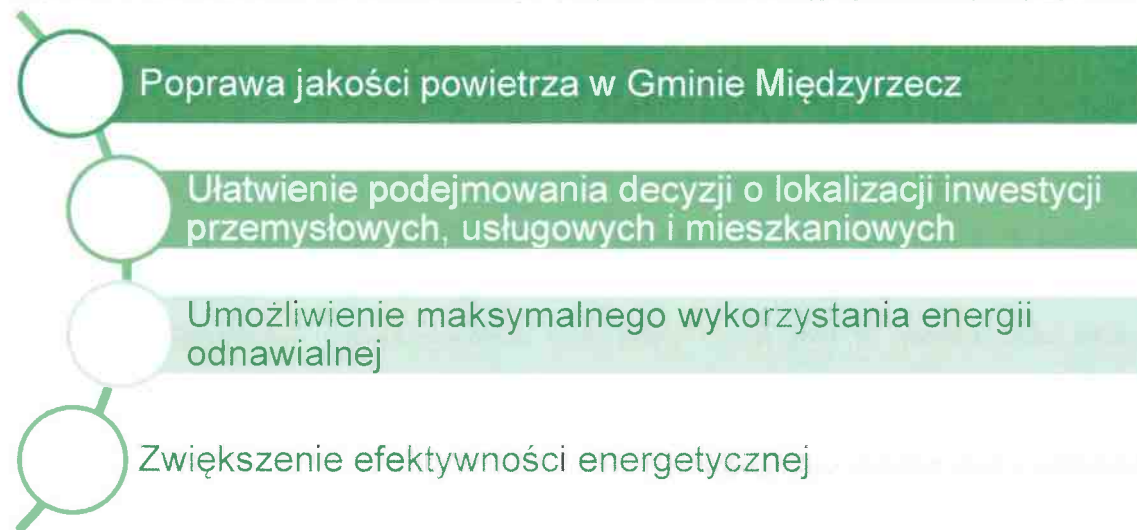 Poprawa jakości powietrza w Gminie Międzyrzecz
Ułatwienie podejmowania decyzji o lokalizacji inwestycji
przemysłowych, usługowych i mieszkaniowych
Umożliwienie maksymalnego wykorzystania energii
odnawialnej
Zwiększenie efektywności energetycznej